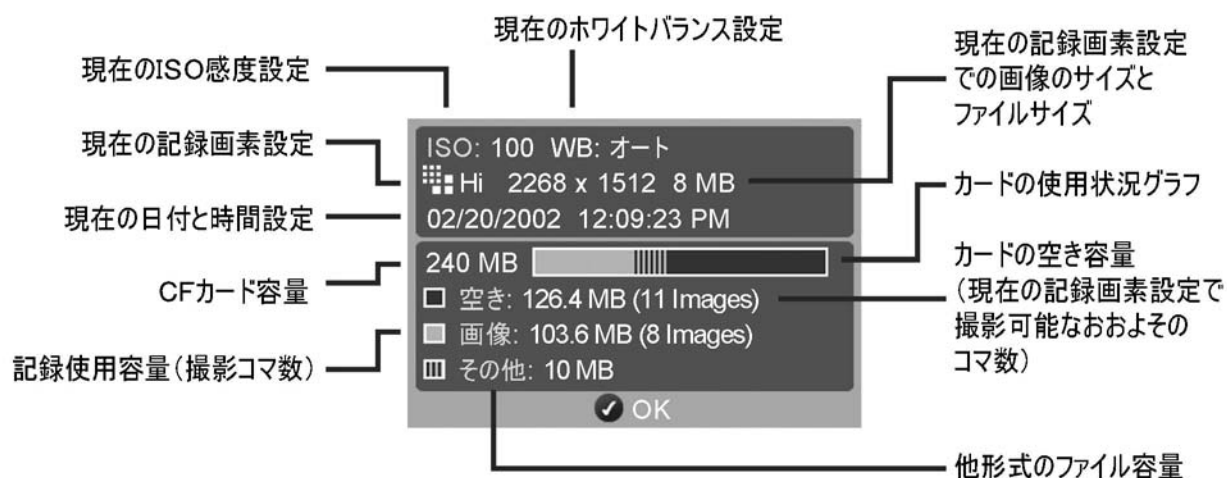 現在のホワイトバランス設定
現在のISO感度設定
現在の記録画素設定
現在の日付と時間設定
CFカード容量
記録使用容量（撮影コマ数）
ISO: 100 WB: オート
Hi 2268 x 1512 8 MB
02/20/2002 12:09:23 PM
240 MB
空き: 126.4 MB (11 Images)
画像: 103.6 MB (8 Images)
その他: 10 MB
OK
現在の記録画素設定
での画像のサイズと
ファイルサイズ
カードの使用状況グラフ
カードの空き容量
（現在の記録画素設定で
撮影可能なおおよその
コマ数）
他形式のファイル容量